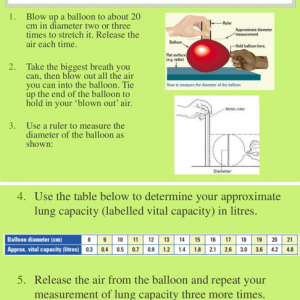 1. Blow up a balloon to about 20
cm in diameter two or three
times to stretch it. Release the
air each time.
Ruler
Approximate diameter
measurement
Balloon
Hold balloon here.
Flat surface
(e.g. table)
How to measure the diameter of the balloon
2. Take the biggest breath you
can, then blow out all the air
you can into the balloon. Tie
up the end of the balloon to
hold in your ‘blown out’ air.
Metre ruler
3. Use a ruler to measure the
diameter of the balloon as
shown:
Diameter
4. Use the table below to determine your approximate
lung capacity (labelled vital capacity) in litres.
Balloon diameter (cm) 8 9 10 11 12 13 14 15 16 17 18 19 20 21
Approx. vital capacity (litres) 0.3 0.4 0.5 0.7 0.9 1.2 1.4 1.8 2.1 2.6 3.0 3.6 4.2 4.8
5. Release the air from the balloon and repeat your
measurement of lung capacity three more times.